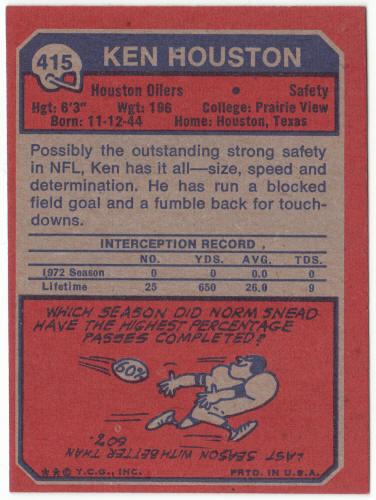 415 KEN HOUSTON
Houston Oilers • Safety
Hgt: 6'3" Wgt: 196 College: Prairie View
Born: 11-12-44 Home: Houston, Texas
Possibly the outstanding strong safety
in NFL, Ken has it all—size, speed and
determination. He has run a blocked
field goal and a fumble back for touch-
downs.
INTERCEPTION RECORD
NO. YDS. AVG. TDS.
1972 Season 0 0 0.0 0
Lifetime 25 650 26.0 9
WHICH SEASON DID NORM SNEAD
HAVE THE HIGHEST PERCENTAGE
PASSES COMPLETED?
60%
LAST SEASON WITH BETTER THAN
60%.
★★ © Y.C.G., INC. PRTD. IN U.S.A.